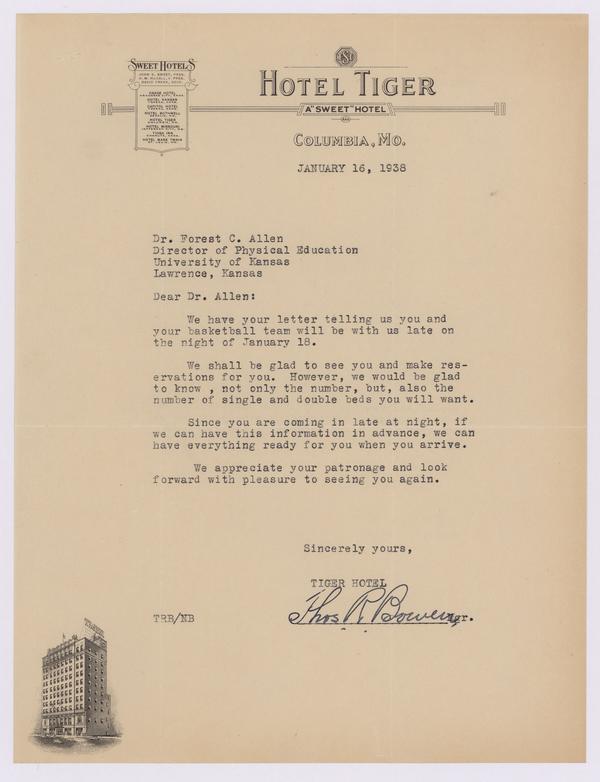 SWEET HOTELS
HOTEL TIGER
A "SWEET" HOTEL
COLUMBIA, MO.
JANUARY 16, 1938
Dr. Forest C. Allen
Director of Physical Education
University of Kansas
Lawrence, Kansas
Dear Dr. Allen:
We have your letter telling us you and
your basketball team will be with us late on
the night of January 18.
We shall be glad to see you and make res-
ervations for you. However, we would be glad
to know , not only the number, but, also the
number of single and double beds you will want.
Since you are coming in late at night, if
we can have this information in advance, we can
have everything ready for you when you arrive.
We appreciate your patronage and look
forward with pleasure to seeing you again.
Sincerely yours,
TIGER HOTEL
Thos R. Bowen
TRB/NB